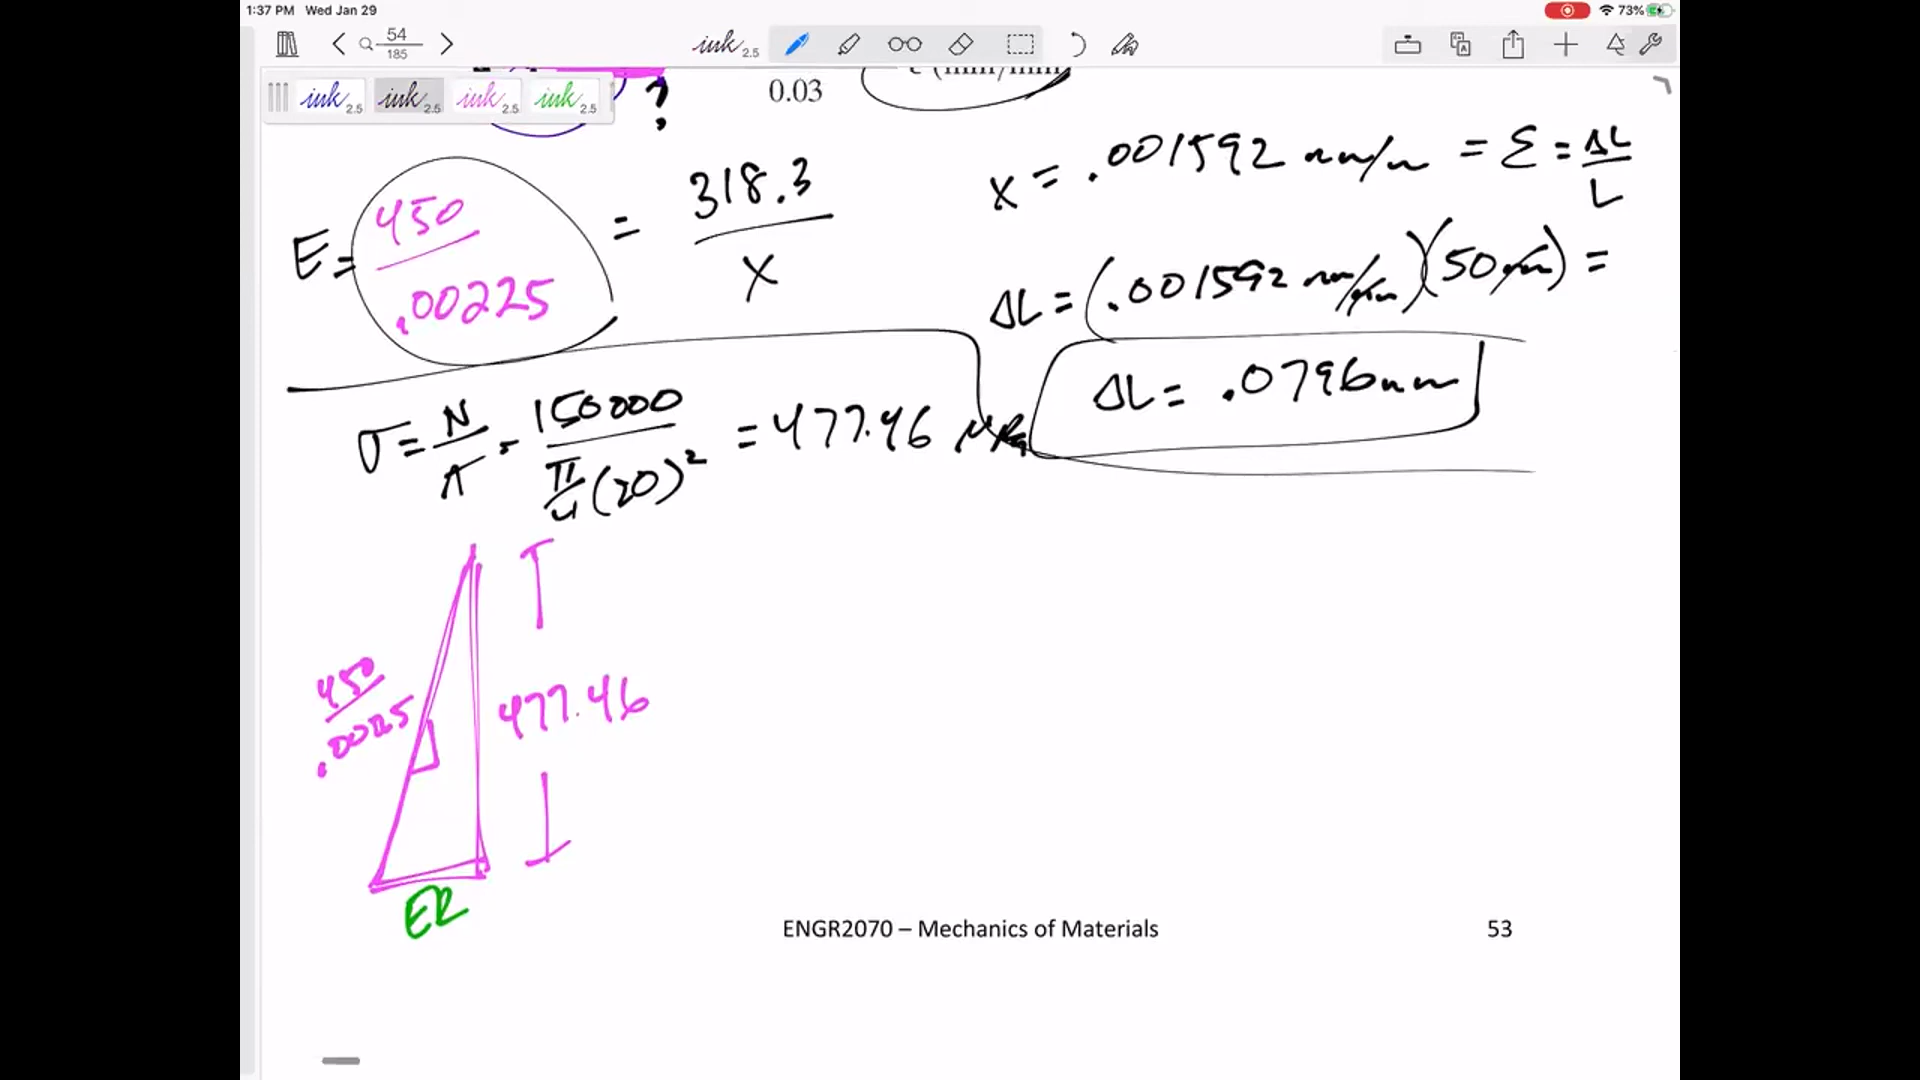 1:37 PM Wed Jan 29
73%
54
185
ink 2.5
ink 2.5 ink 2.5 ink 2.5 ink 2.5
?
0.03
ε (mm/mm
E = 450/.00225 = 318.3/x
x = .001592 mm/m = Σ = ΔL/L
ΔL = (.001592 mm/mm)(50mm) =
ΔL = .0796mm
σ = N/A = 150000/π/4(20)² = 477.46 MPa
450
.00225
477.46
ER
ENGR2070 – Mechanics of Materials
53